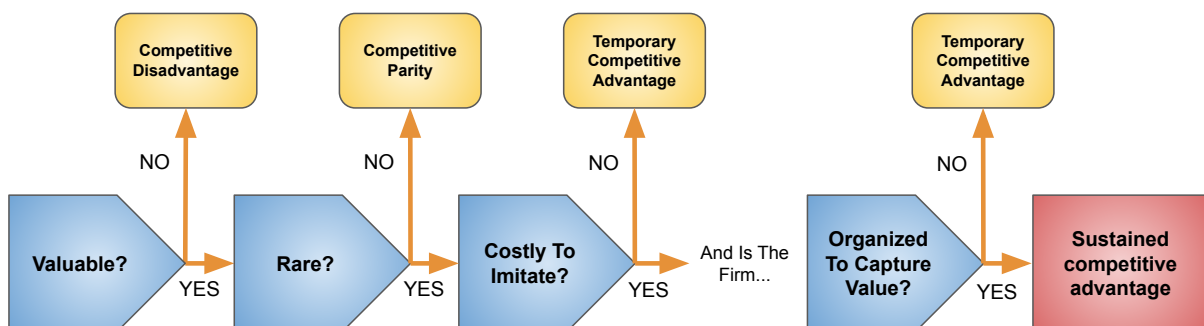 Competitive
Disadvantage
Competitive
Parity
Temporary
Competitive
Advantage
Temporary
Competitive
Advantage
NO
NO
NO
NO
Valuable?
YES
Rare?
YES
Costly To
Imitate?
YES
And Is The
Firm...
Organized
To Capture
Value?
YES
Sustained
competitive
advantage